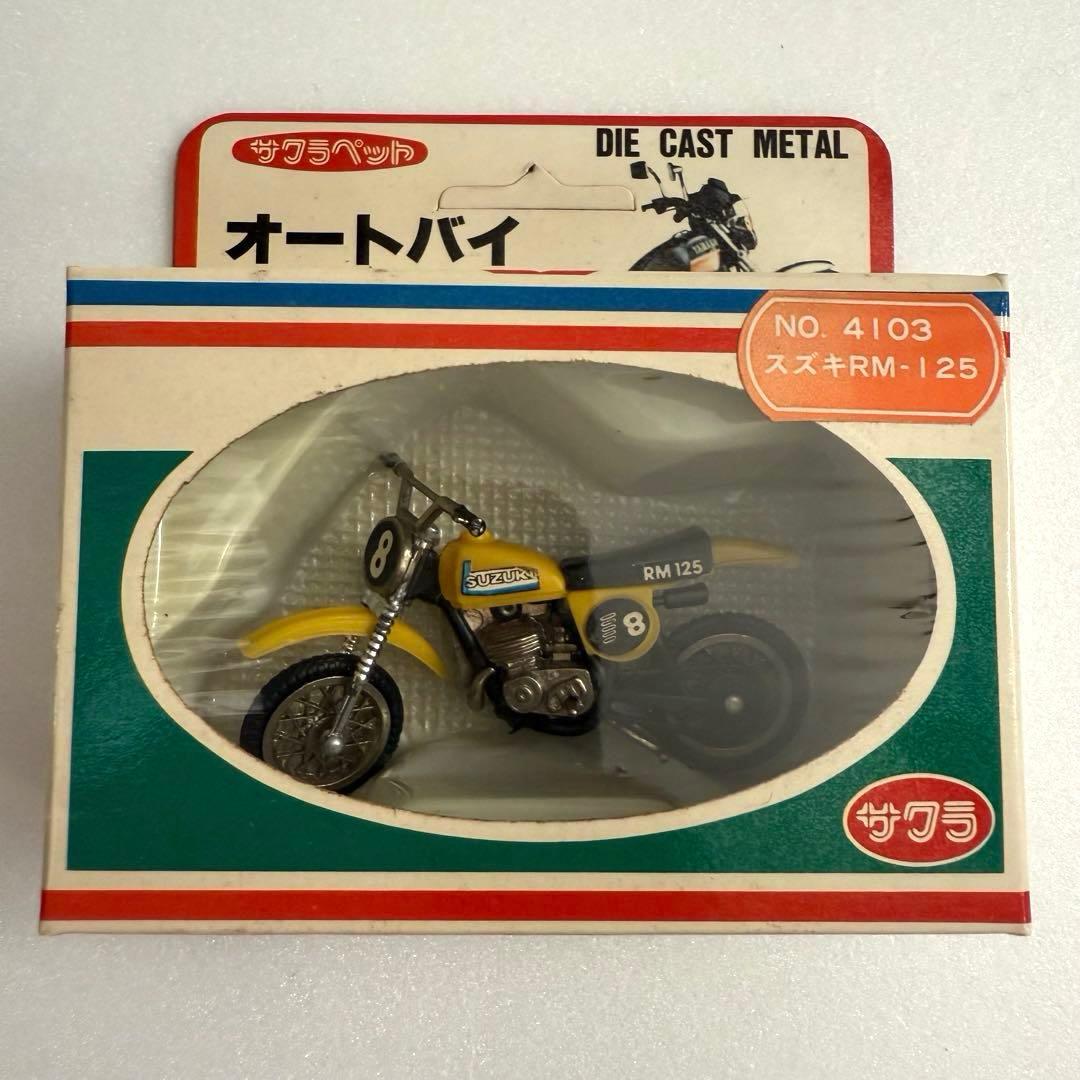 サクラペット
DIE CAST METAL
オートバイ
YAMAHA
NO. 4103
スズキRM-125
8
SUZUKI
RM 125
8
サクラ